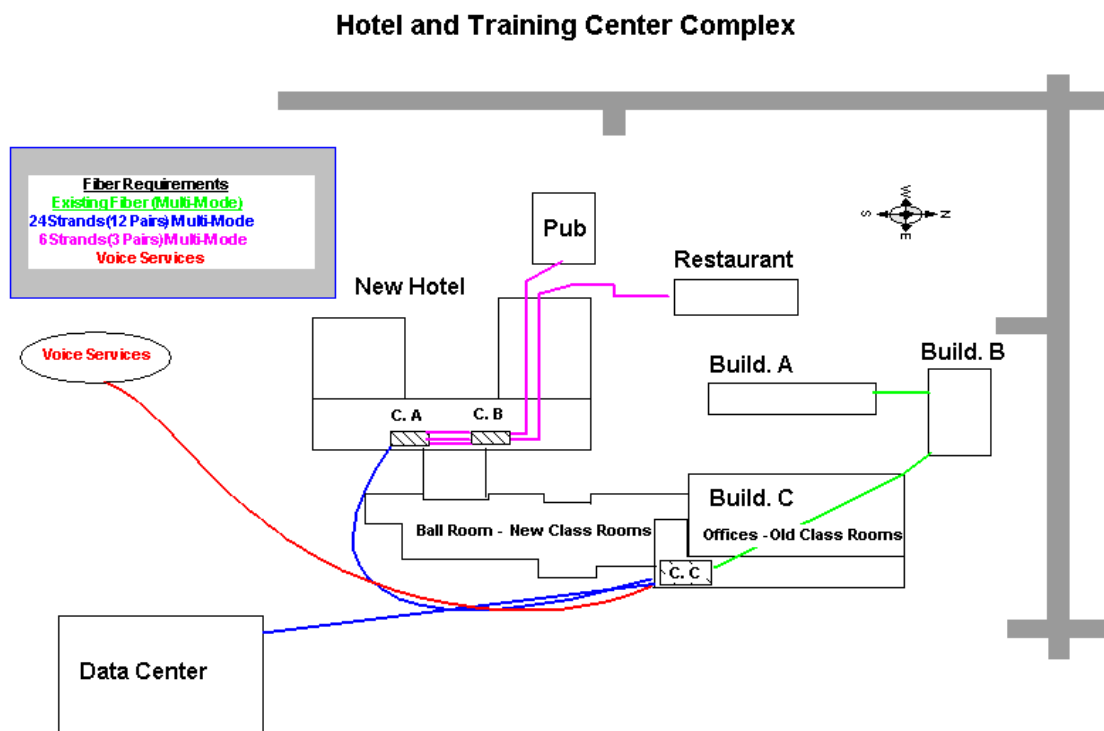 Hotel and Training Center Complex
Fiber Requirements
Existing Fiber (Multi-Mode)
24 Strands (12 Pairs) Multi-Mode
6 Strands (3 Pairs) Multi-Mode
Voice Services
Pub
W
S
N
E
Restaurant
New Hotel
Voice Services
Build. A
Build. B
C. A
C. B
Build. C
Ball Room - New Class Rooms
Offices - Old Class Rooms
C. C
Data Center